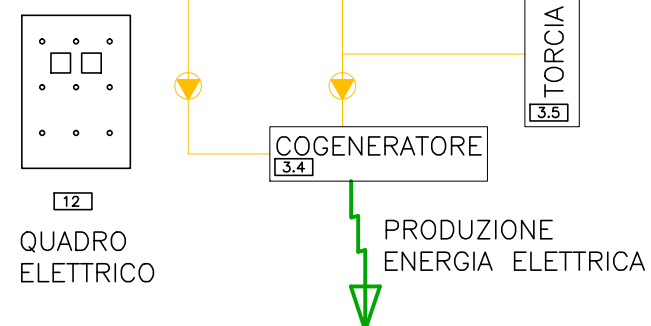 TORCIA
3.5
COGENERATORE
3.4
12
QUADRO
ELETTRICO
PRODUZIONE
ENERGIA ELETTRICA